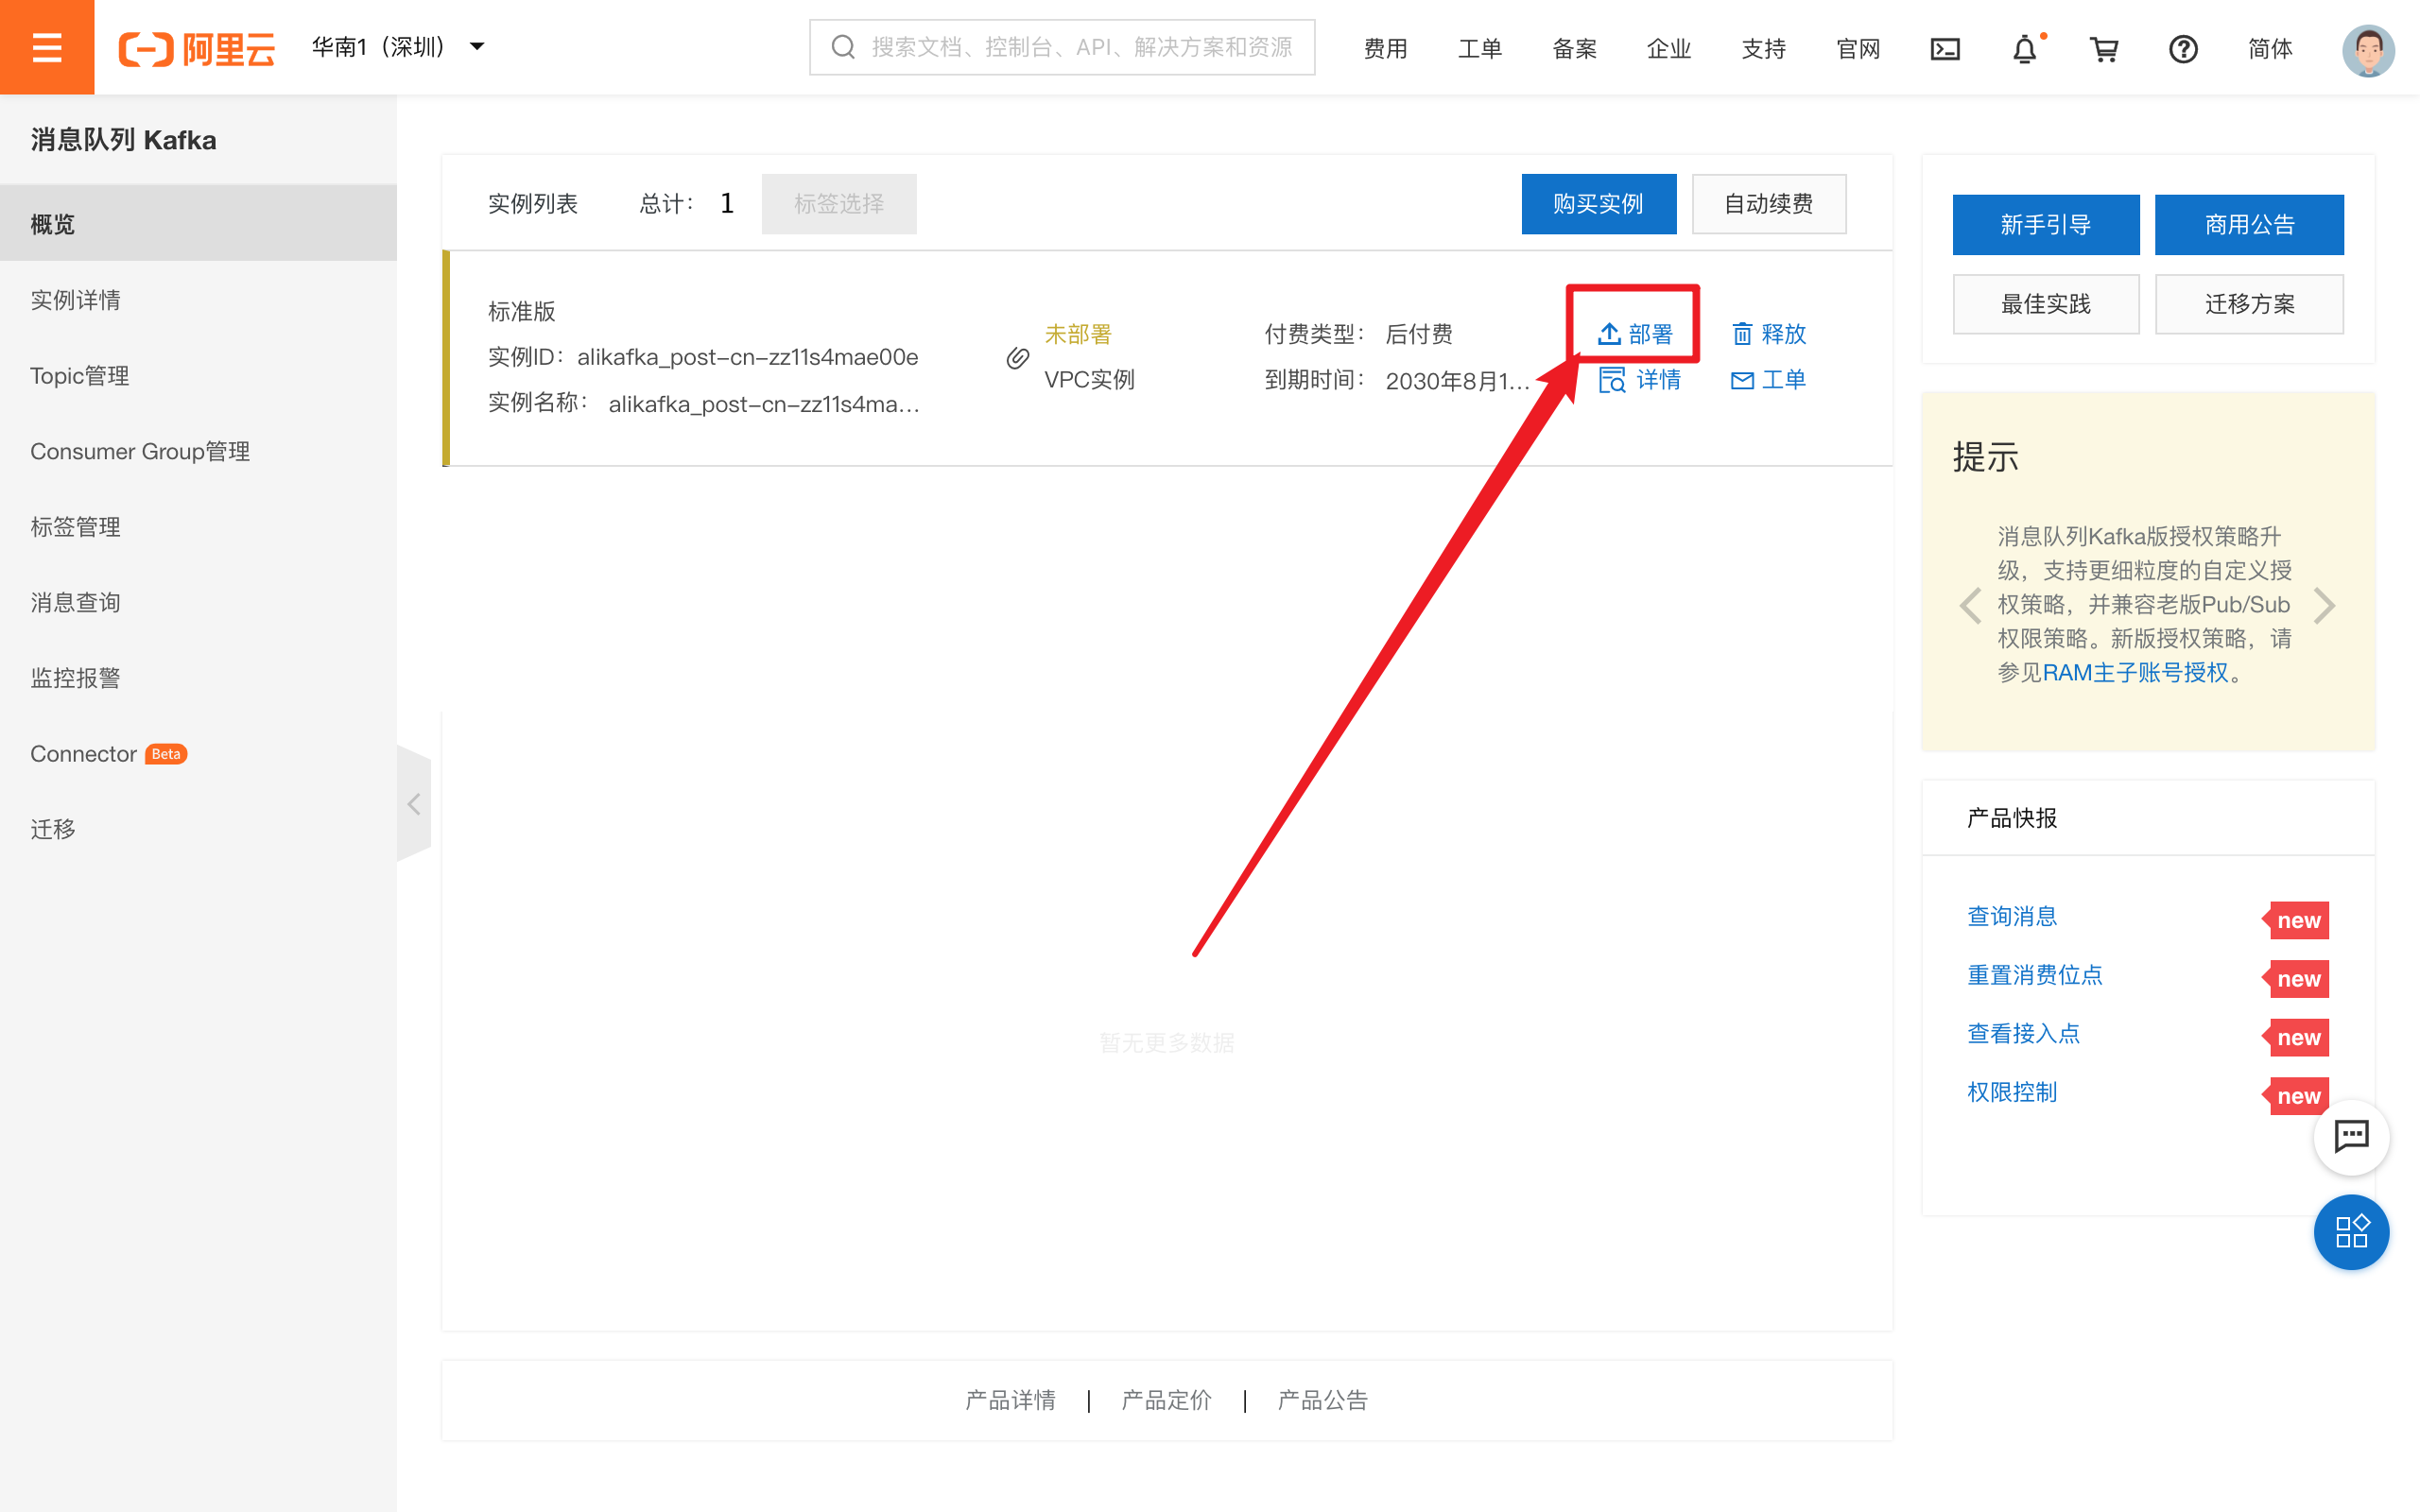 阿里云
华南1（深圳）
搜索文档、控制台、API、解决方案和资源
费用
工单
备案
企业
支持
官网
简体
消息队列 Kafka
概览
实例详情
Topic管理
Consumer Group管理
标签管理
消息查询
监控报警
Connector Beta
迁移
实例列表
总计： 1
标签选择
购买实例
自动续费
标准版
实例ID：alikafka_post-cn-zz11s4mae00e
实例名称： alikafka_post-cn-zz11s4ma...
未部署
VPC实例
付费类型： 后付费
到期时间： 2030年8月1...
部署
释放
详情
工单
暂无更多数据
产品详情 | 产品定价 | 产品公告
新手引导
商用公告
最佳实践
迁移方案
提示
消息队列Kafka版授权策略升
级，支持更细粒度的自定义授
权策略，并兼容老版Pub/Sub
权限策略。新版授权策略，请
参见RAM主子账号授权。
产品快报
查询消息 new
重置消费位点 new
查看接入点 new
权限控制 new